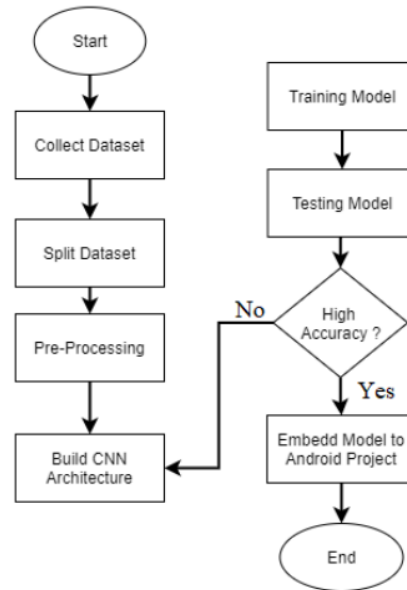 Start
Collect Dataset
Split Dataset
Pre-Processing
Build CNN
Architecture
Training Model
Testing Model
High
Accuracy ?
No
Yes
Embedd Model to
Android Project
End